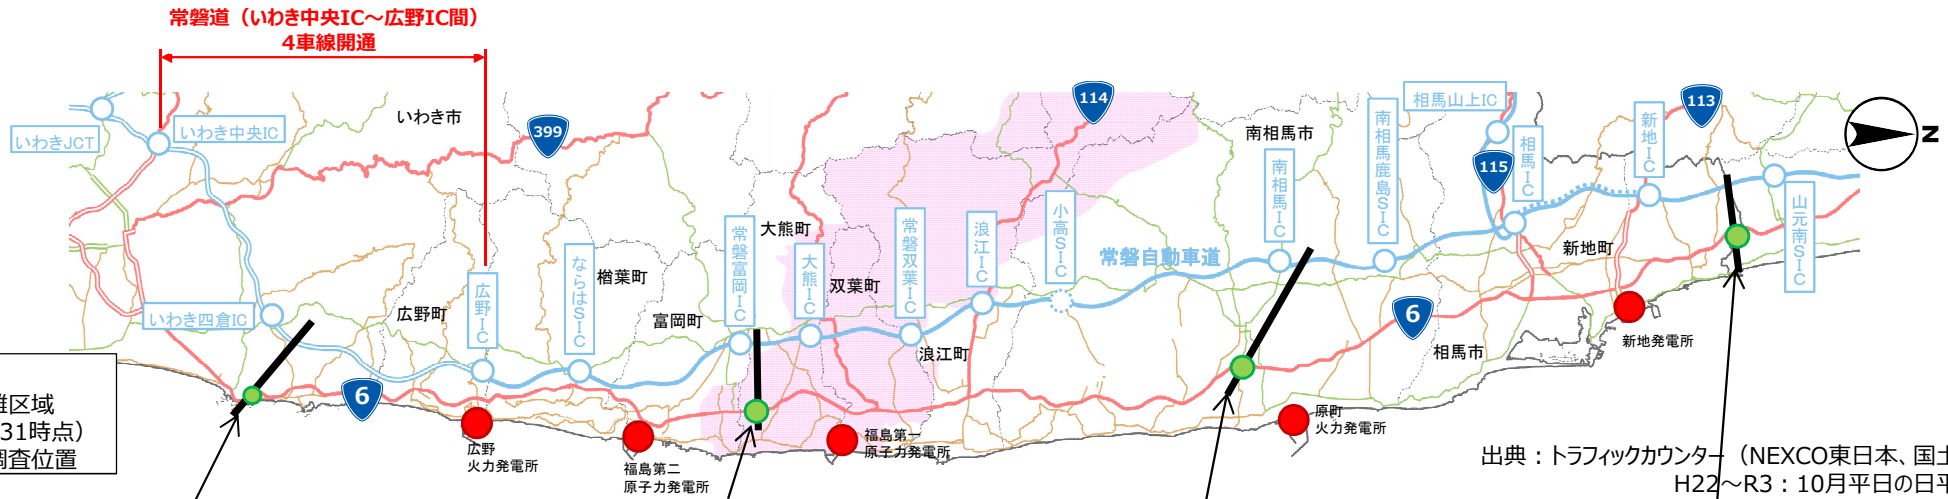 常磐道（いわき中央IC～広野IC間）
4車線開通
いわきJCT
いわき中央IC
いわき市
399
114
南相馬市
相馬山上IC
113
N
いわき四倉IC
広野町
広野IC
ならはSIC
楢葉町
富岡町
常磐富岡IC
大熊町
大熊IC
双葉町
常磐双葉IC
浪江IC
浪江町
小高SIC
常磐自動車道
南相馬IC
南相馬鹿島SIC
115
相馬IC
新地町
新地IC
山元南SIC
6
6
相馬市
新地発電所
難区域
31時点）
調査位置
広野
火力発電所
福島第二
原子力発電所
福島第一
原子力発電所
原町
火力発電所
出典：トラフィックカウンター（NEXCO東日本、国土
H22～R3：10月平日の日平